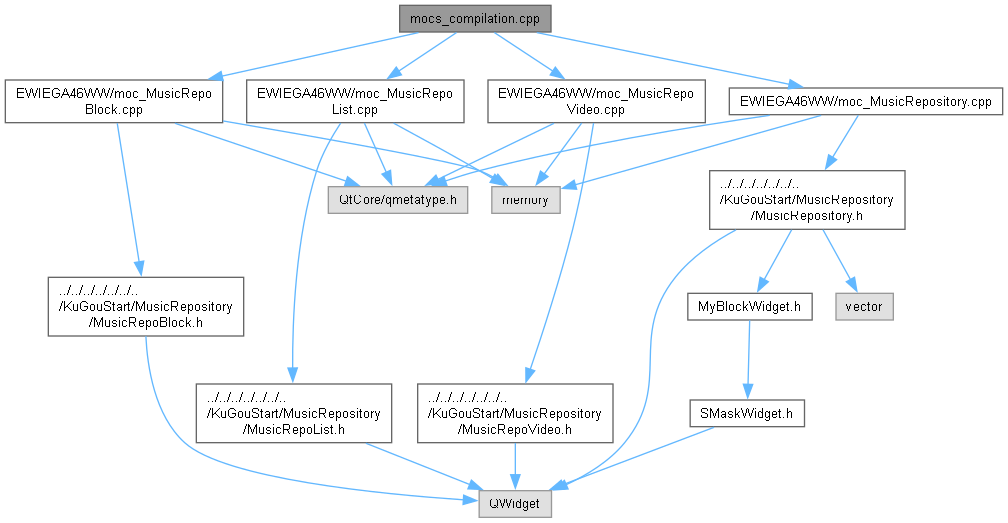 mocs_compilation.cpp
EWIEGA46WW/moc_MusicRepo
Block.cpp
EWIEGA46WW/moc_MusicRepo
List.cpp
EWIEGA46WW/moc_MusicRepo
Video.cpp
EWIEGA46WW/moc_MusicRepository.cpp
QtCore/qmetatype.h
memory
../../../../../../..
/KuGouStart/MusicRepository
/MusicRepository.h
../../../../../../..
/KuGouStart/MusicRepository
/MusicRepoBlock.h
MyBlockWidget.h
vector
../../../../../../..
/KuGouStart/MusicRepository
/MusicRepoList.h
../../../../../../..
/KuGouStart/MusicRepository
/MusicRepoVideo.h
SMaskWidget.h
QWidget